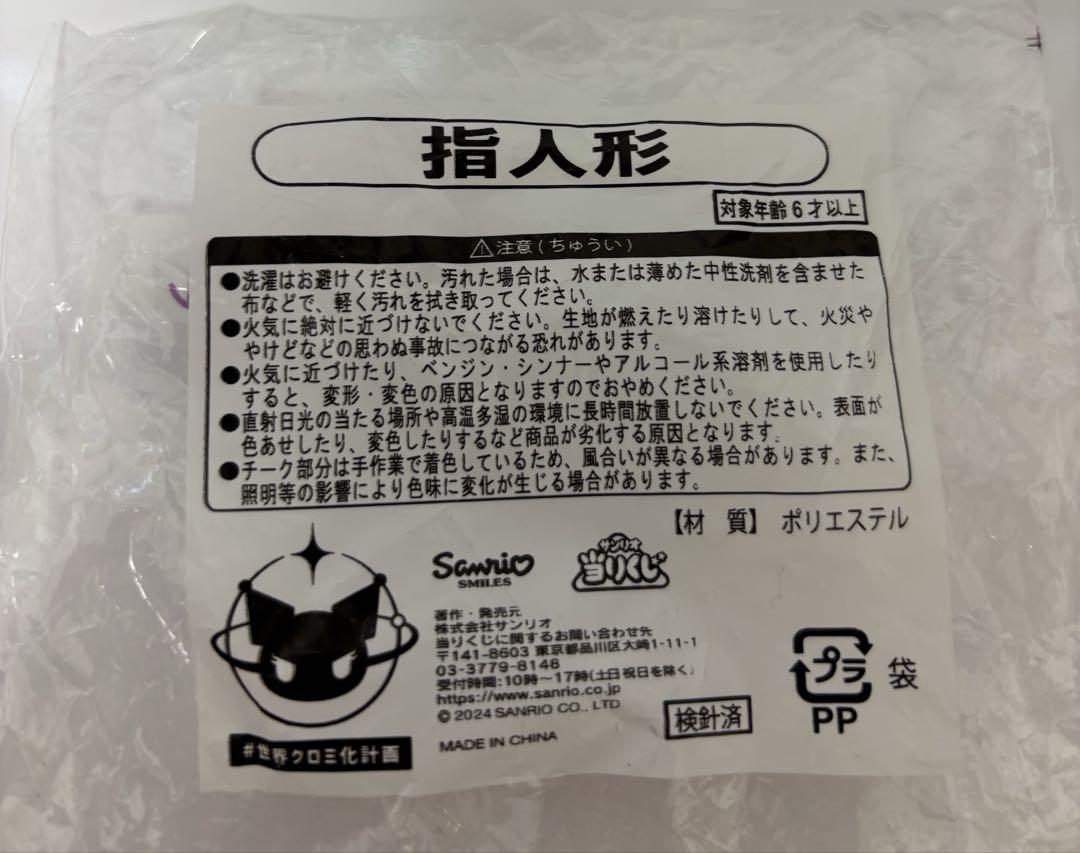 指人形
対象年齢6才以上
⚠注意(ちゅうい)
●洗濯はお避けください。汚れた場合は、水または薄めた中性洗剤を含ませた
布などで、軽く汚れを拭き取ってください。
●火気に絶対に近づけないでください。生地が燃えたり溶けたりして、火災や
やけどなどの思わぬ事故につながる恐れがあります。
●火気に近づけたり、ベンジン・シンナーやアルコール系溶剤を使用したり
すると、変形・変色の原因となりますのでおやめください。
●直射日光の当たる場所や高温多湿の環境に長時間放置しないでください。表面が
色あせしたり、変色したりするなど商品が劣化する原因となります。
●チーク部分は手作業で着色しているため、風合いが異なる場合があります。また、
照明等の影響により色味に変化が生じる場合があります。
【材 質】 ポリエステル
Sanrio
SMILES
サンリオ
当りくじ
著作・発売元
株式会社サンリオ
当りくじに関するお問い合わせ先
〒141-8603 東京都品川区大崎1-11-1
03-3779-8148
受付時間:10時~17時(土日祝日を除く)
https://www.sanrio.co.jp
© 2024 SANRIO CO., LTD
MADE IN CHINA
#世界クロミ化計画
検針済
プラ
PP
袋